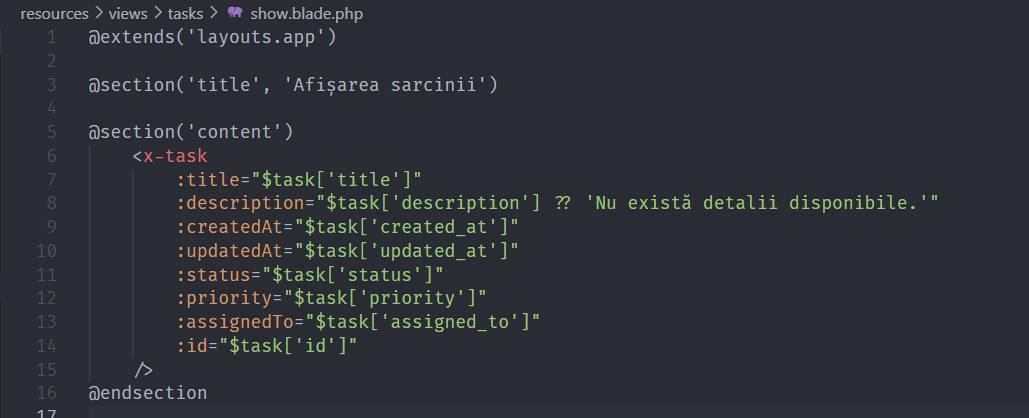 resources > views > tasks > show.blade.php
1 @extends('layouts.app')
2
3 @section('title', 'Afișarea sarcinii')
4
5 @section('content')
6     <x-task
7         :title="$task['title']"
8         :description="$task['description'] ?? 'Nu există detalii disponibile.'"
9         :createdAt="$task['created_at']"
10         :updatedAt="$task['updated_at']"
11         :status="$task['status']"
12         :priority="$task['priority']"
13         :assignedTo="$task['assigned_to']"
14         :id="$task['id']"
15     />
16 @endsection
17